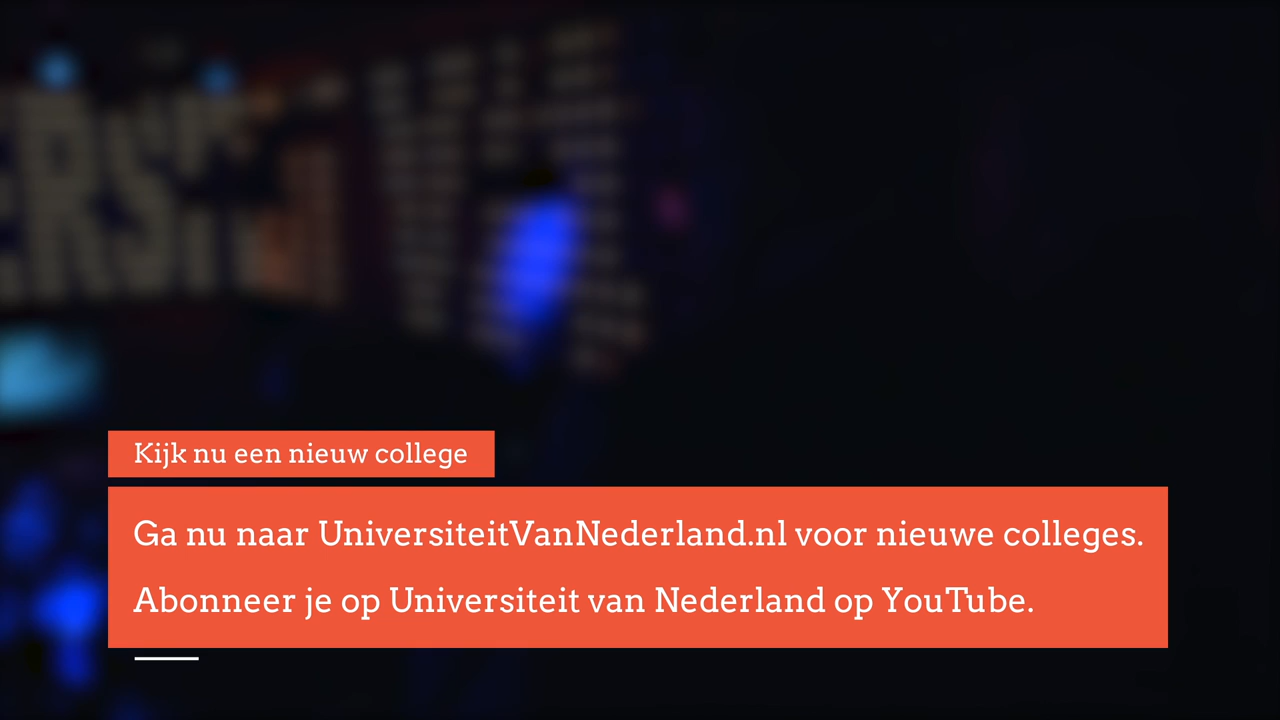 ERSIT
Kijk nu een nieuw college
Ga nu naar UniversiteitVanNederland.nl voor nieuwe colleges.
Abonneer je op Universiteit van Nederland op YouTube.